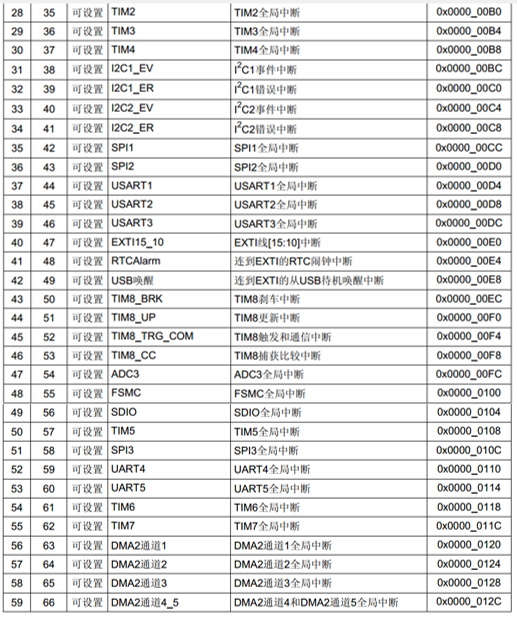 28 35 可设置 TIM2 TIM2全局中断 0x0000_00B0
29 36 可设置 TIM3 TIM3全局中断 0x0000_00B4
30 37 可设置 TIM4 TIM4全局中断 0x0000_00B8
31 38 可设置 I2C1_EV I²C1事件中断 0x0000_00BC
32 39 可设置 I2C1_ER I²C1错误中断 0x0000_00C0
33 40 可设置 I2C2_EV I²C2事件中断 0x0000_00C4
34 41 可设置 I2C2_ER I²C2错误中断 0x0000_00C8
35 42 可设置 SPI1 SPI1全局中断 0x0000_00CC
36 43 可设置 SPI2 SPI2全局中断 0x0000_00D0
37 44 可设置 USART1 USART1全局中断 0x0000_00D4
38 45 可设置 USART2 USART2全局中断 0x0000_00D8
39 46 可设置 USART3 USART3全局中断 0x0000_00DC
40 47 可设置 EXTI15_10 EXTI线[15:10]中断 0x0000_00E0
41 48 可设置 RTCAlarm 连到EXTI的RTC闹钟中断 0x0000_00E4
42 49 可设置 USB唤醒 连到EXTI的从USB待机唤醒中断 0x0000_00E8
43 50 可设置 TIM8_BRK TIM8刹车中断 0x0000_00EC
44 51 可设置 TIM8_UP TIM8更新中断 0x0000_00F0
45 52 可设置 TIM8_TRG_COM TIM8触发和通信中断 0x0000_00F4
46 53 可设置 TIM8_CC TIM8捕获比较中断 0x0000_00F8
47 54 可设置 ADC3 ADC3全局中断 0x0000_00FC
48 55 可设置 FSMC FSMC全局中断 0x0000_0100
49 56 可设置 SDIO SDIO全局中断 0x0000_0104
50 57 可设置 TIM5 TIM5全局中断 0x0000_0108
51 58 可设置 SPI3 SPI3全局中断 0x0000_010C
52 59 可设置 UART4 UART4全局中断 0x0000_0110
53 60 可设置 UART5 UART5全局中断 0x0000_0114
54 61 可设置 TIM6 TIM6全局中断 0x0000_0118
55 62 可设置 TIM7 TIM7全局中断 0x0000_011C
56 63 可设置 DMA2通道1 DMA2通道1全局中断 0x0000_0120
57 64 可设置 DMA2通道2 DMA2通道2全局中断 0x0000_0124
58 65 可设置 DMA2通道3 DMA2通道3全局中断 0x0000_0128
59 66 可设置 DMA2通道4_5 DMA2通道4和DMA2通道5全局中断 0x0000_012C